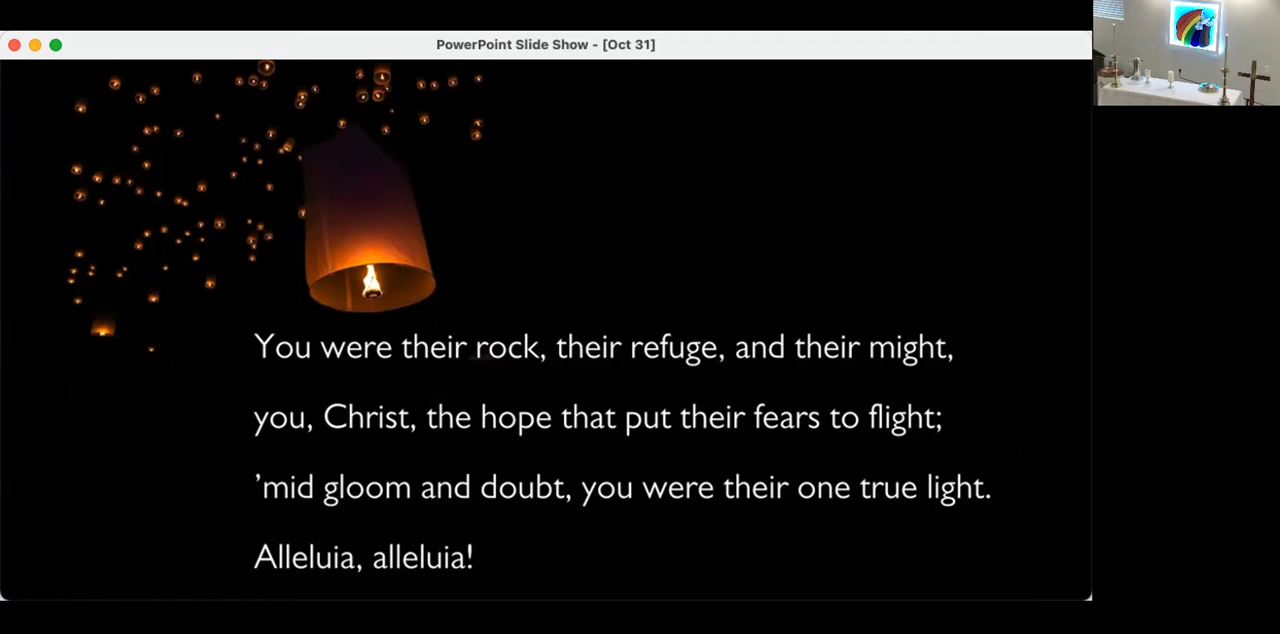 PowerPoint Slide Show - [Oct 31]
You were their rock, their refuge, and their might,
you, Christ, the hope that put their fears to flight;
’mid gloom and doubt, you were their one true light.
Alleluia, alleluia!